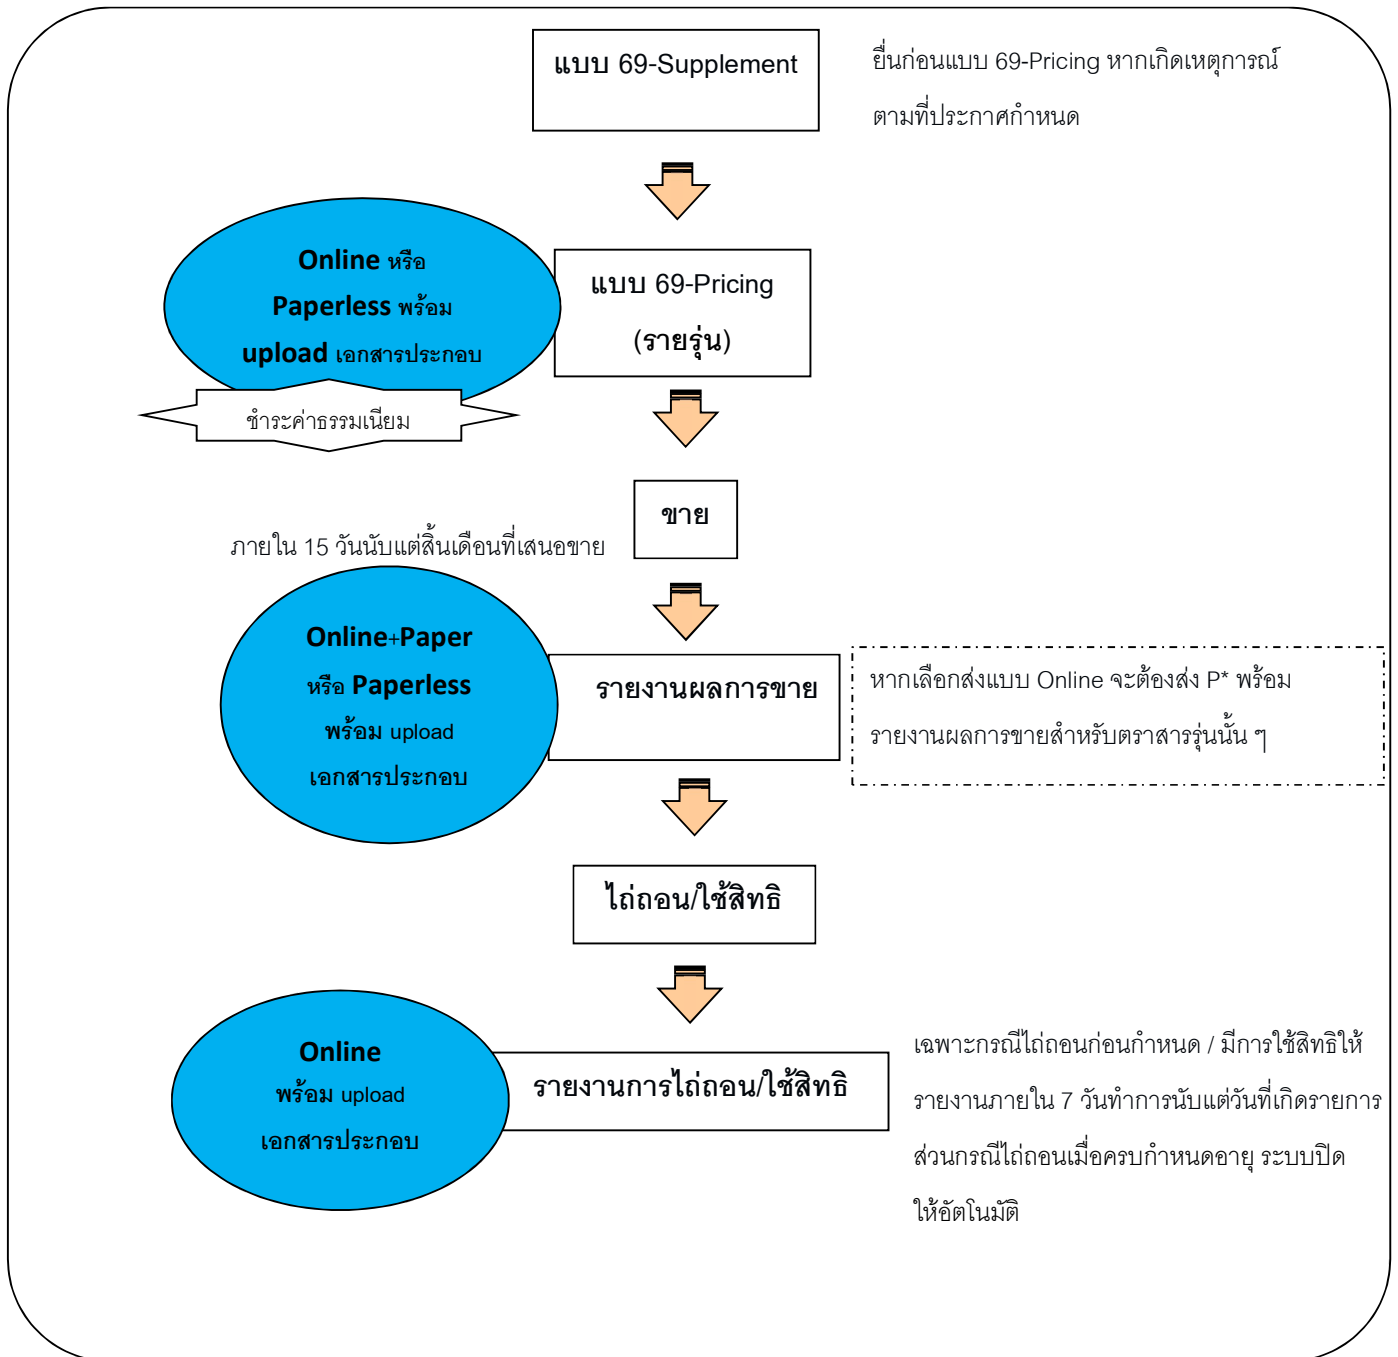 แบบ 69-Supplement
ยื่นก่อนแบบ 69-Pricing หากเกิดเหตุการณ์
ตามที่ประกาศกำหนด
Online หรือ
Paperless พร้อม
upload เอกสารประกอบ
แบบ 69-Pricing
(รายรุ่น)
ชำระค่าธรรมเนียม
ขาย
ภายใน 15 วันนับแต่สิ้นเดือนที่เสนอขาย
Online+Paper
หรือ Paperless
พร้อม upload
เอกสารประกอบ
รายงานผลการขาย
หากเลือกส่งแบบ Online จะต้องส่ง P* พร้อม
รายงานผลการขายสำหรับตราสารรุ่นนั้น ๆ
ไถ่ถอน/ใช้สิทธิ
Online
พร้อม upload
เอกสารประกอบ
รายงานการไถ่ถอน/ใช้สิทธิ
เฉพาะกรณีไถ่ถอนก่อนกำหนด / มีการใช้สิทธิให้
รายงานภายใน 7 วันทำการนับแต่วันที่เกิดรายการ
ส่วนกรณีไถ่ถอนเมื่อครบกำหนดอายุ ระบบปิด
ให้อัตโนมัติ